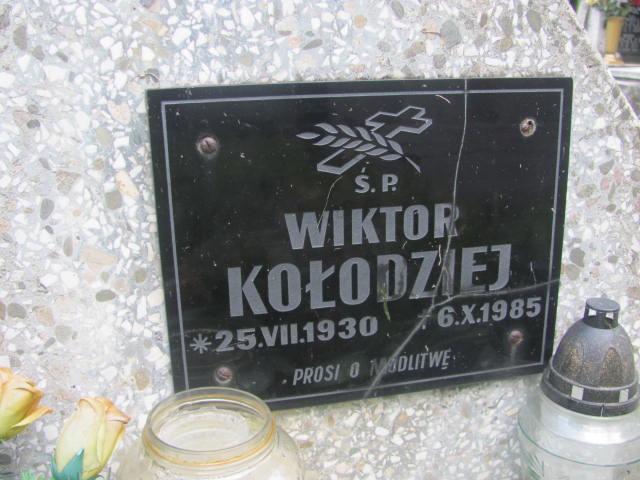 Ś.P.
WIKTOR
KOŁODZIEJ
*25.VII.1930 †6.X.1985
PROSI O MODLITWĘ